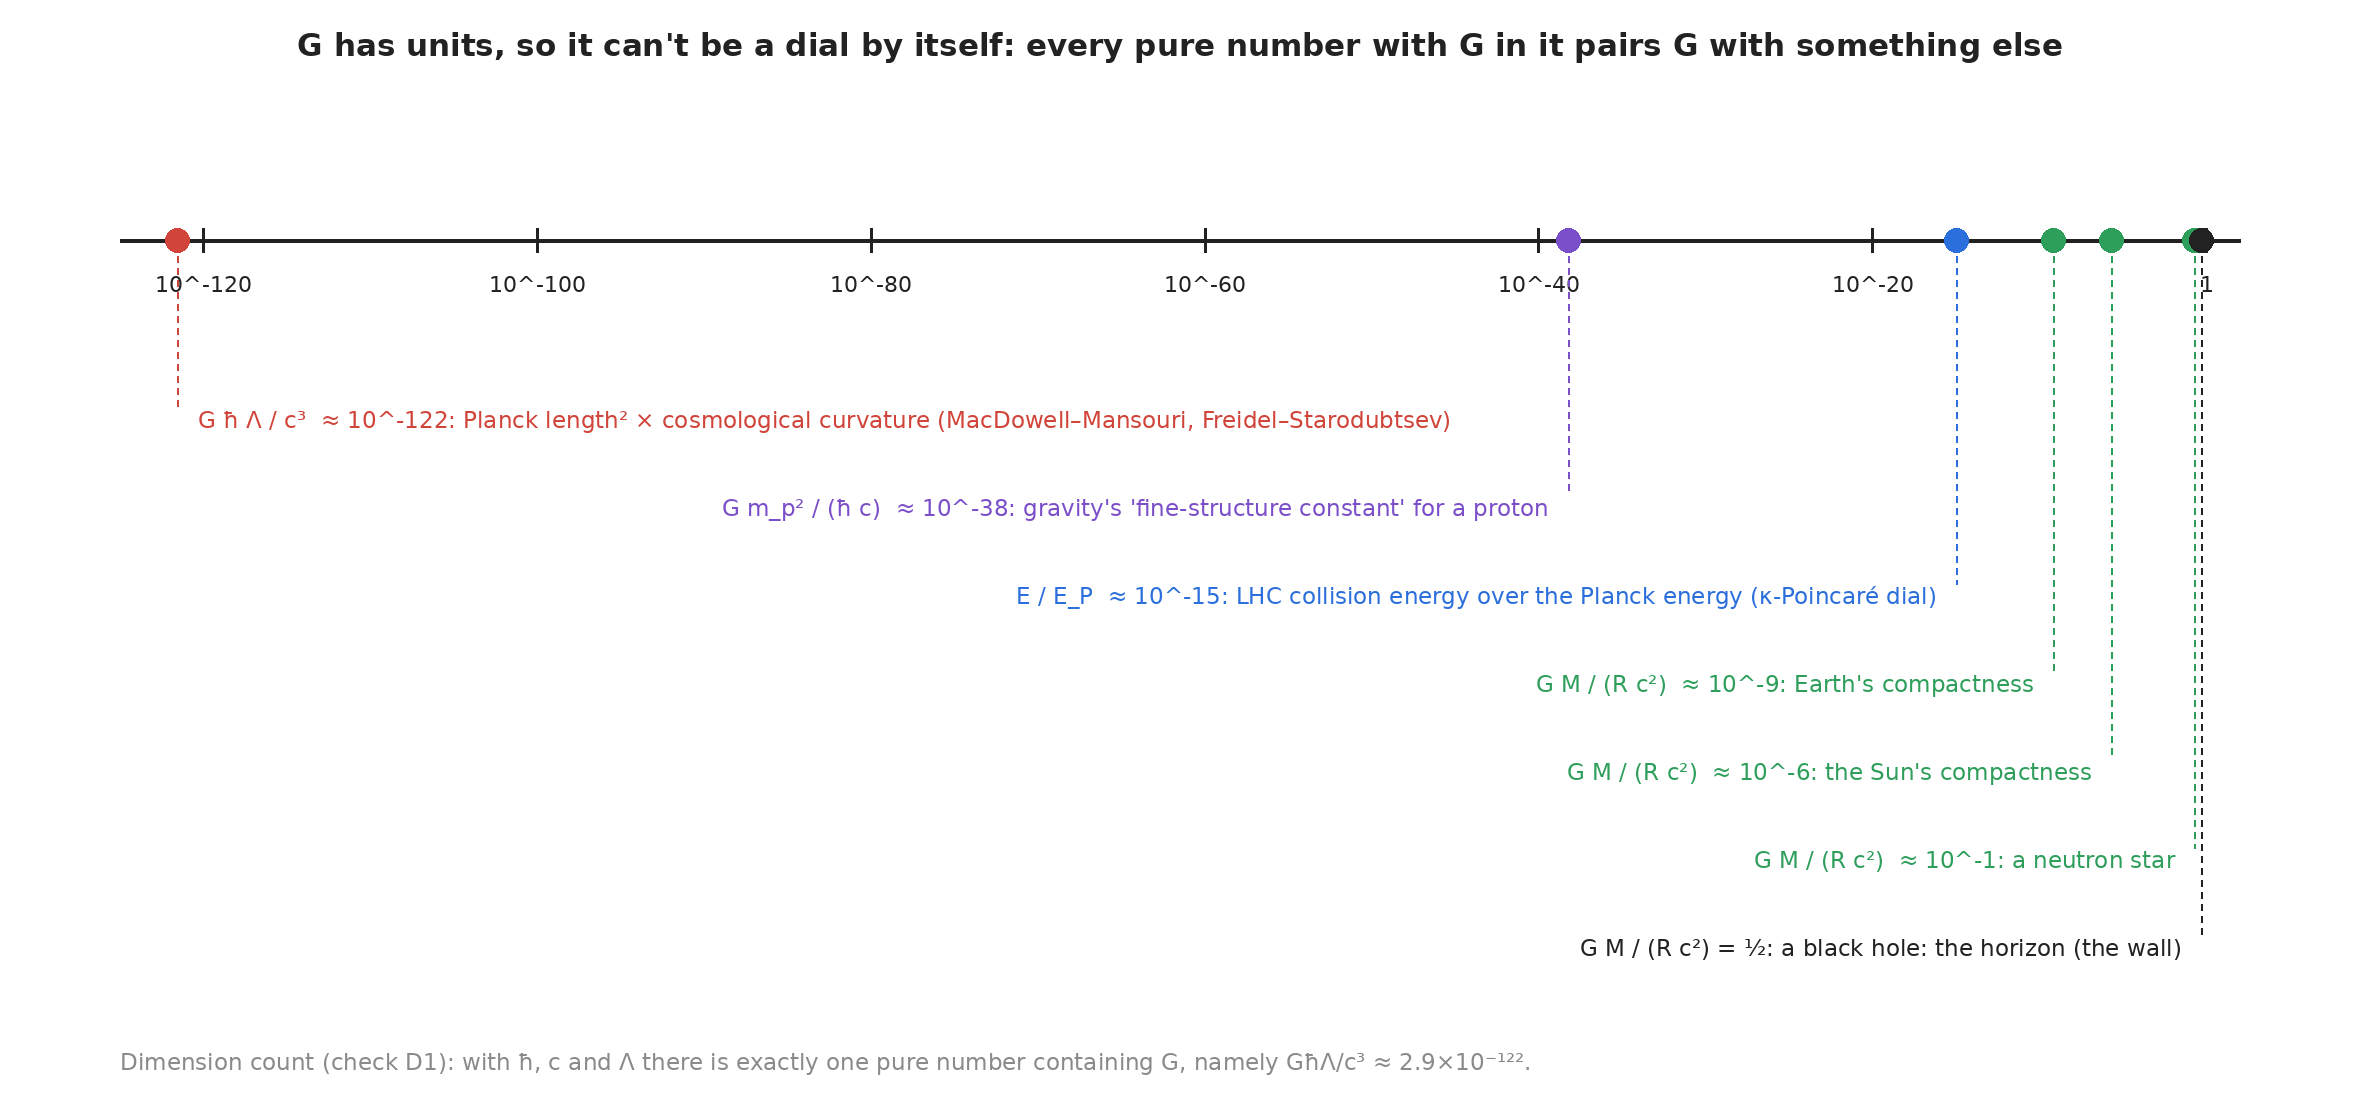 G has units, so it can't be a dial by itself: every pure number with G in it pairs G with something else
10^-120 10^-100 10^-80 10^-60 10^-40 10^-20 1
G ħ Λ / c³ ≈ 10^-122: Planck length² × cosmological curvature (MacDowell–Mansouri, Freidel–Starodubtsev)
G m_p² / (ħ c) ≈ 10^-38: gravity's 'fine-structure constant' for a proton
E / E_P ≈ 10^-15: LHC collision energy over the Planck energy (κ-Poincaré dial)
G M / (R c²) ≈ 10^-9: Earth's compactness
G M / (R c²) ≈ 10^-6: the Sun's compactness
G M / (R c²) ≈ 10^-1: a neutron star
G M / (R c²) = ½: a black hole: the horizon (the wall)
Dimension count (check D1): with ħ, c and Λ there is exactly one pure number containing G, namely GħΛ/c³ ≈ 2.9×10⁻¹²².